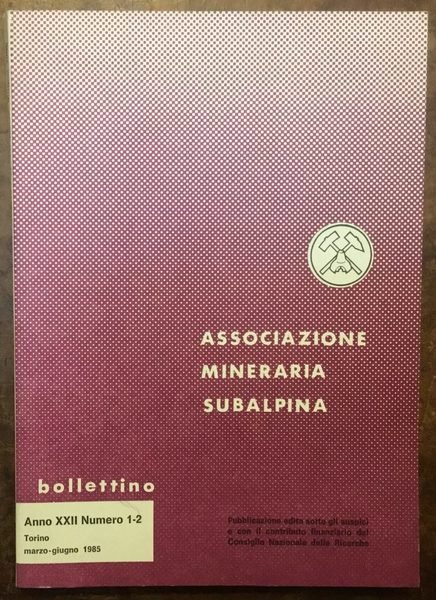 ASSOCIAZIONE
MINERARIA
SUBALPINA
bollettino
Anno XXII Numero 1-2
Torino
marzo-giugno 1985
Pubblicazione edita sotto gli auspici
e con il contributo finanziario del
Consiglio Nazionale delle Ricerche